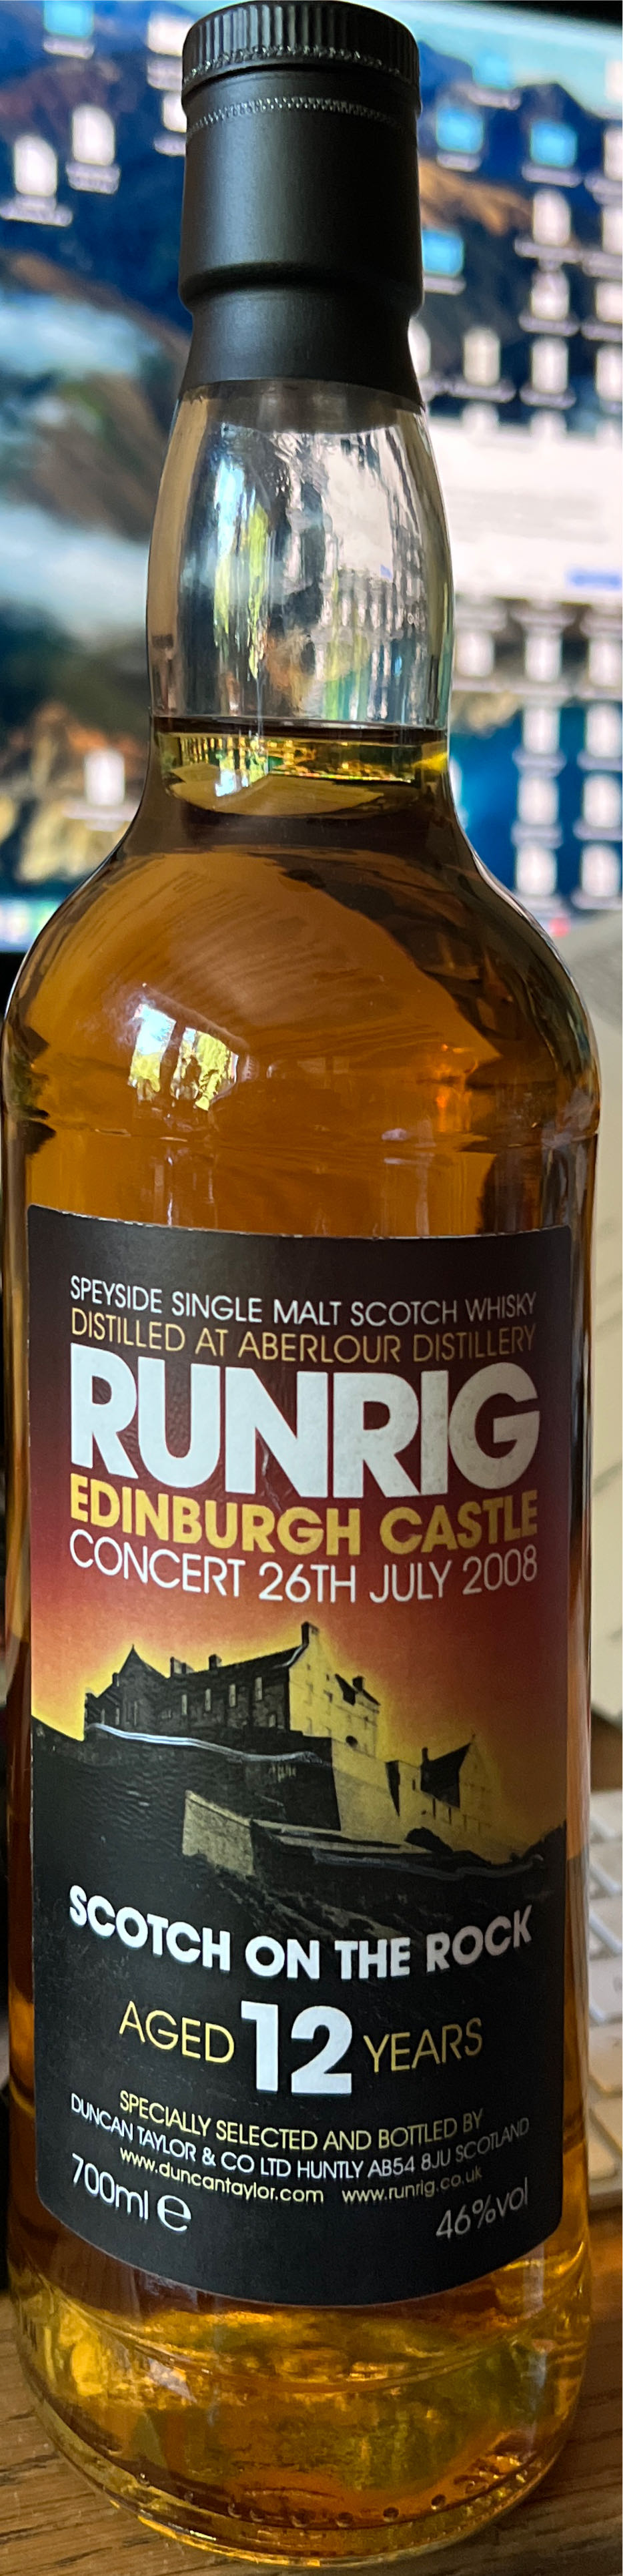 SPEYSIDE SINGLE MALT SCOTCH WHISKY
DISTILLED AT ABERLOUR DISTILLERY
RUNRIG
EDINBURGH CASTLE
CONCERT 26TH JULY 2008
SCOTCH ON THE ROCK
AGED 12 YEARS
SPECIALLY SELECTED AND BOTTLED BY
DUNCAN TAYLOR & CO LTD HUNTLY AB54 8JU SCOTLAND
www.duncantaylor.com www.runrig.co.uk
700ml e 46%vol